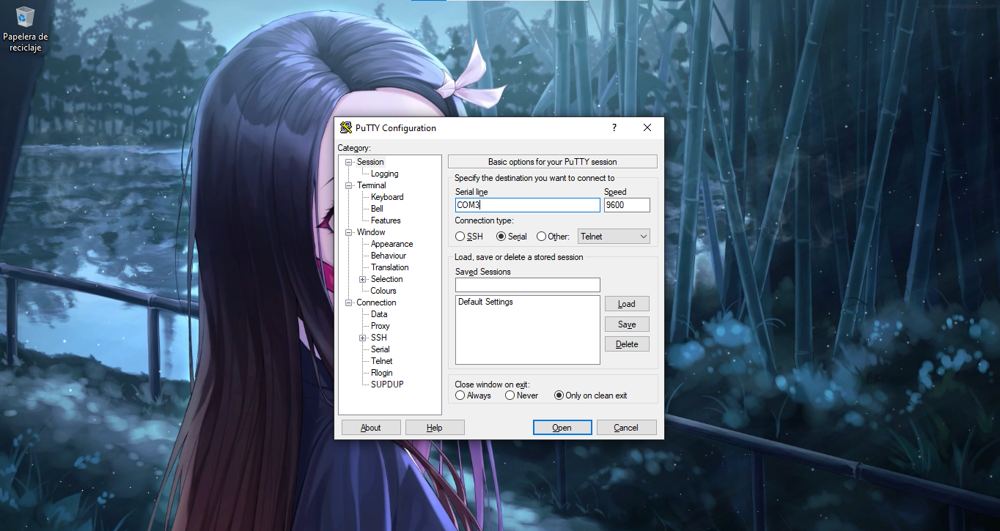 Papelera de
reciclaje
PuTTY Configuration
?
Category:
Session
Logging
Terminal
Keyboard
Bell
Features
Window
Appearance
Behaviour
Translation
Selection
Colours
Connection
Data
Proxy
SSH
Serial
Telnet
Rlogin
SUPDUP
Basic options for your PuTTY session
Specify the destination you want to connect to
Serial line Speed
COM3 9600
Connection type:
SSH Serial Other: Telnet
Load, save or delete a stored session
Saved Sessions
Default Settings
Load
Save
Delete
Close window on exit:
Always Never Only on clean exit
About Help Open Cancel